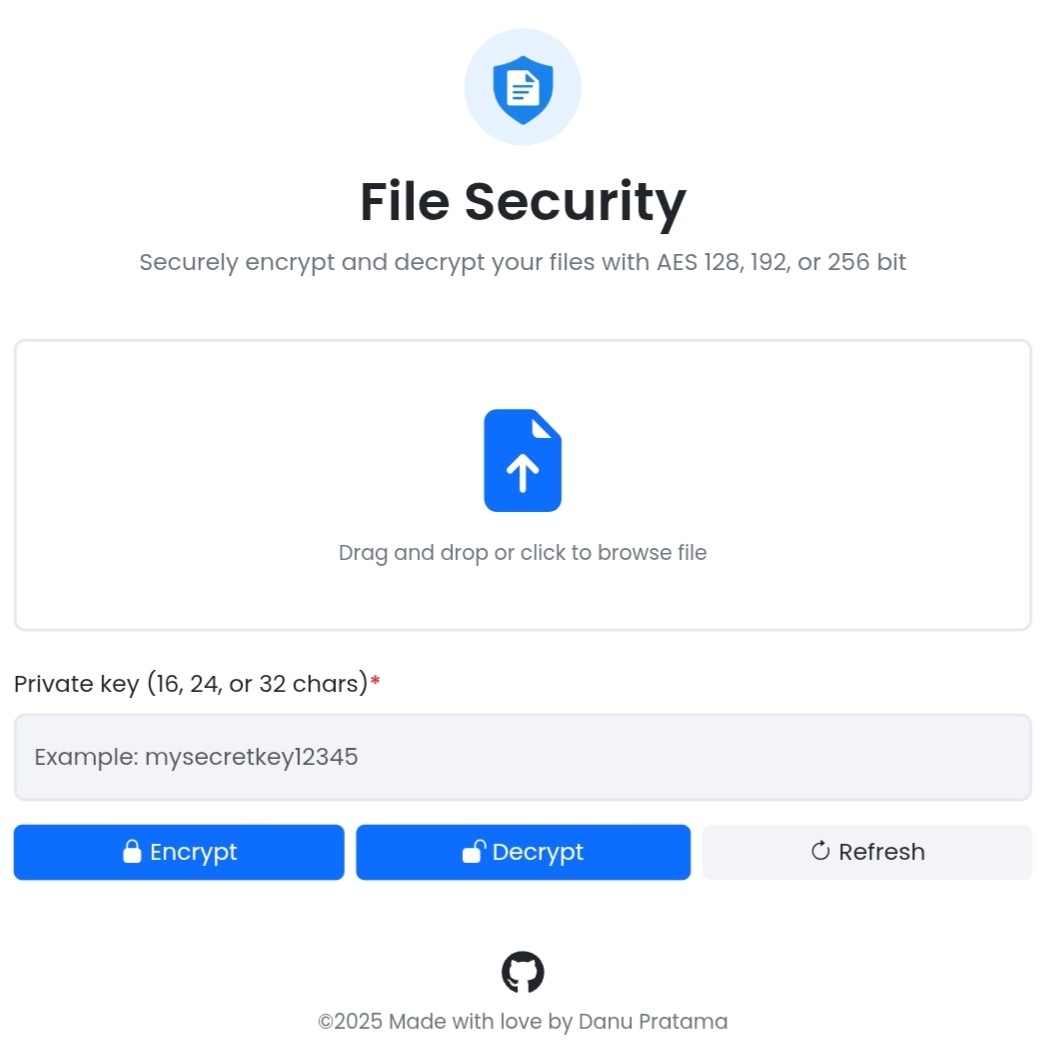 File Security
Securely encrypt and decrypt your files with AES 128, 192, or 256 bit
Drag and drop or click to browse file
Private key (16, 24, or 32 chars)*
Example: mysecretkey12345
Encrypt Decrypt Refresh
©2025 Made with love by Danu Pratama